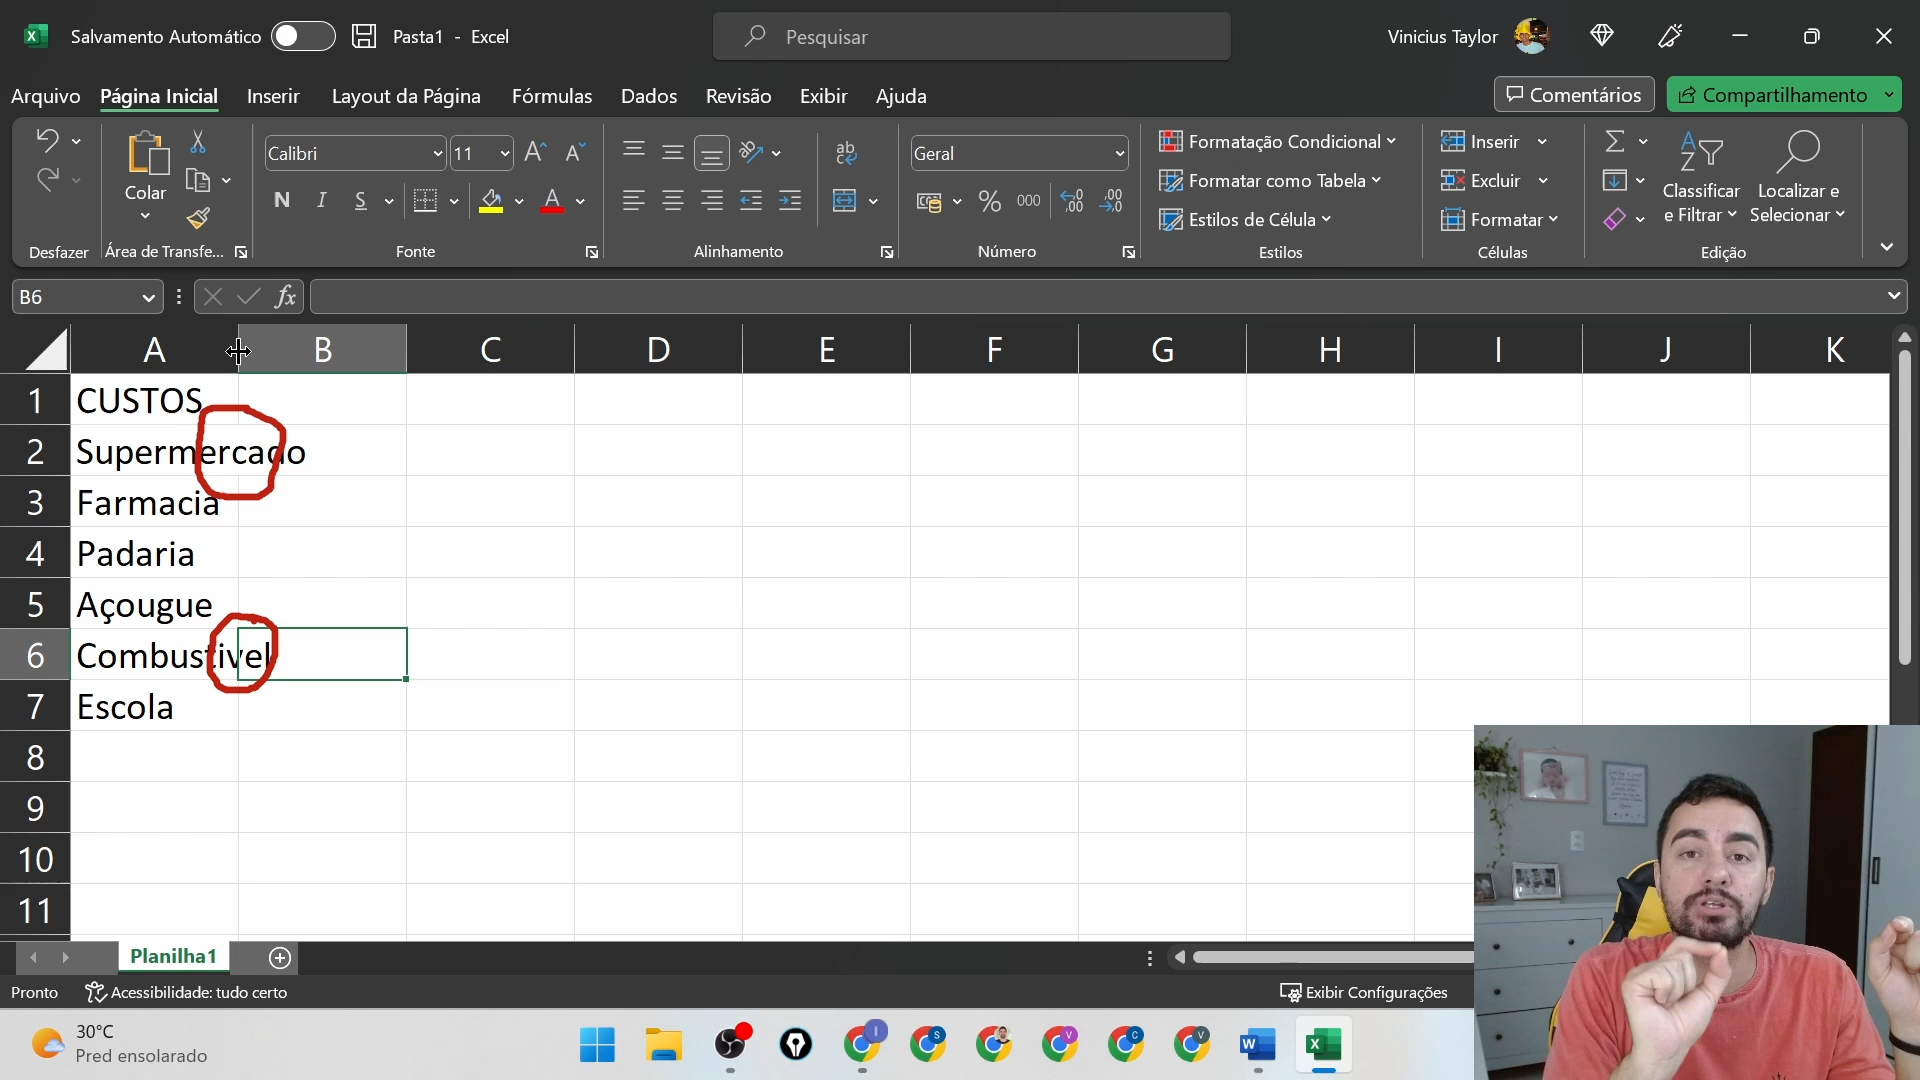 Salvamento Automático
Pasta1 - Excel
Pesquisar
Vinicius Taylor
Arquivo
Página Inicial
Inserir
Layout da Página
Fórmulas
Dados
Revisão
Exibir
Ajuda
Comentários
Compartilhamento
Colar
Calibri
11
N I S
ab
Geral
% 000
Formatação Condicional
Formatar como Tabela
Estilos de Célula
Inserir
Excluir
Formatar
Classificar
e Filtrar
Localizar e
Selecionar
Desfazer
Área de Transfe...
Fonte
Alinhamento
Número
Estilos
Células
Edição
B6
fx
A B C D E F G H I J K
1 CUSTOS
2 Supermercado
3 Farmacia
4 Padaria
5 Açougue
6 Combustivel
7 Escola
8
9
10
11
Planilha1
Pronto
Acessibilidade: tudo certo
Exibir Configurações
30°C
Pred ensolarado